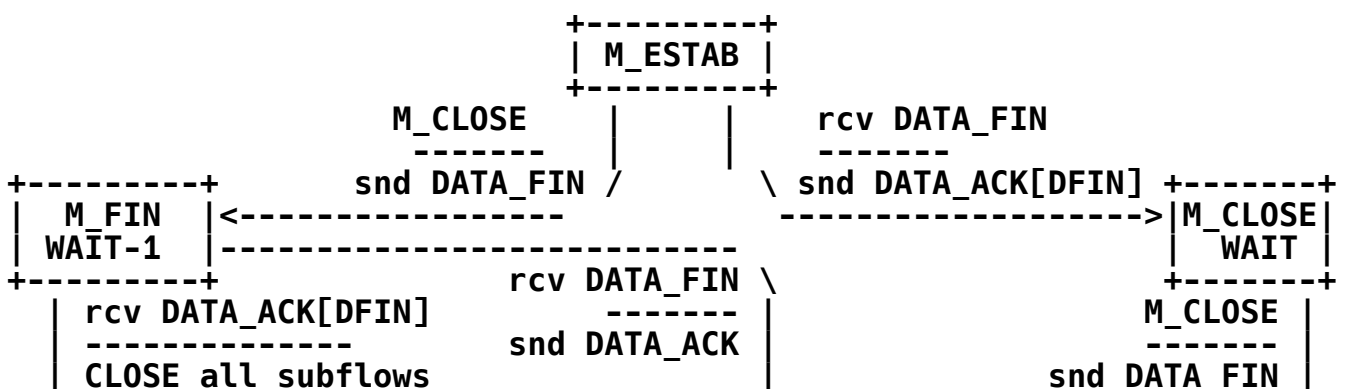 +---------+
| M_ESTAB |
+---------+
M_CLOSE | | rcv DATA_FIN
------- | | -------
+---------+ snd DATA_FIN / \ snd DATA_ACK[DFIN] +-------+
| M_FIN |<----------------- ------------------->|M_CLOSE|
| WAIT-1 |--------------------------- | WAIT |
+---------+ rcv DATA_FIN \ +-------+
| rcv DATA_ACK[DFIN] ------- | M_CLOSE |
| -------------- snd DATA_ACK | ------- |
| CLOSE all subflows | snd DATA_FIN |